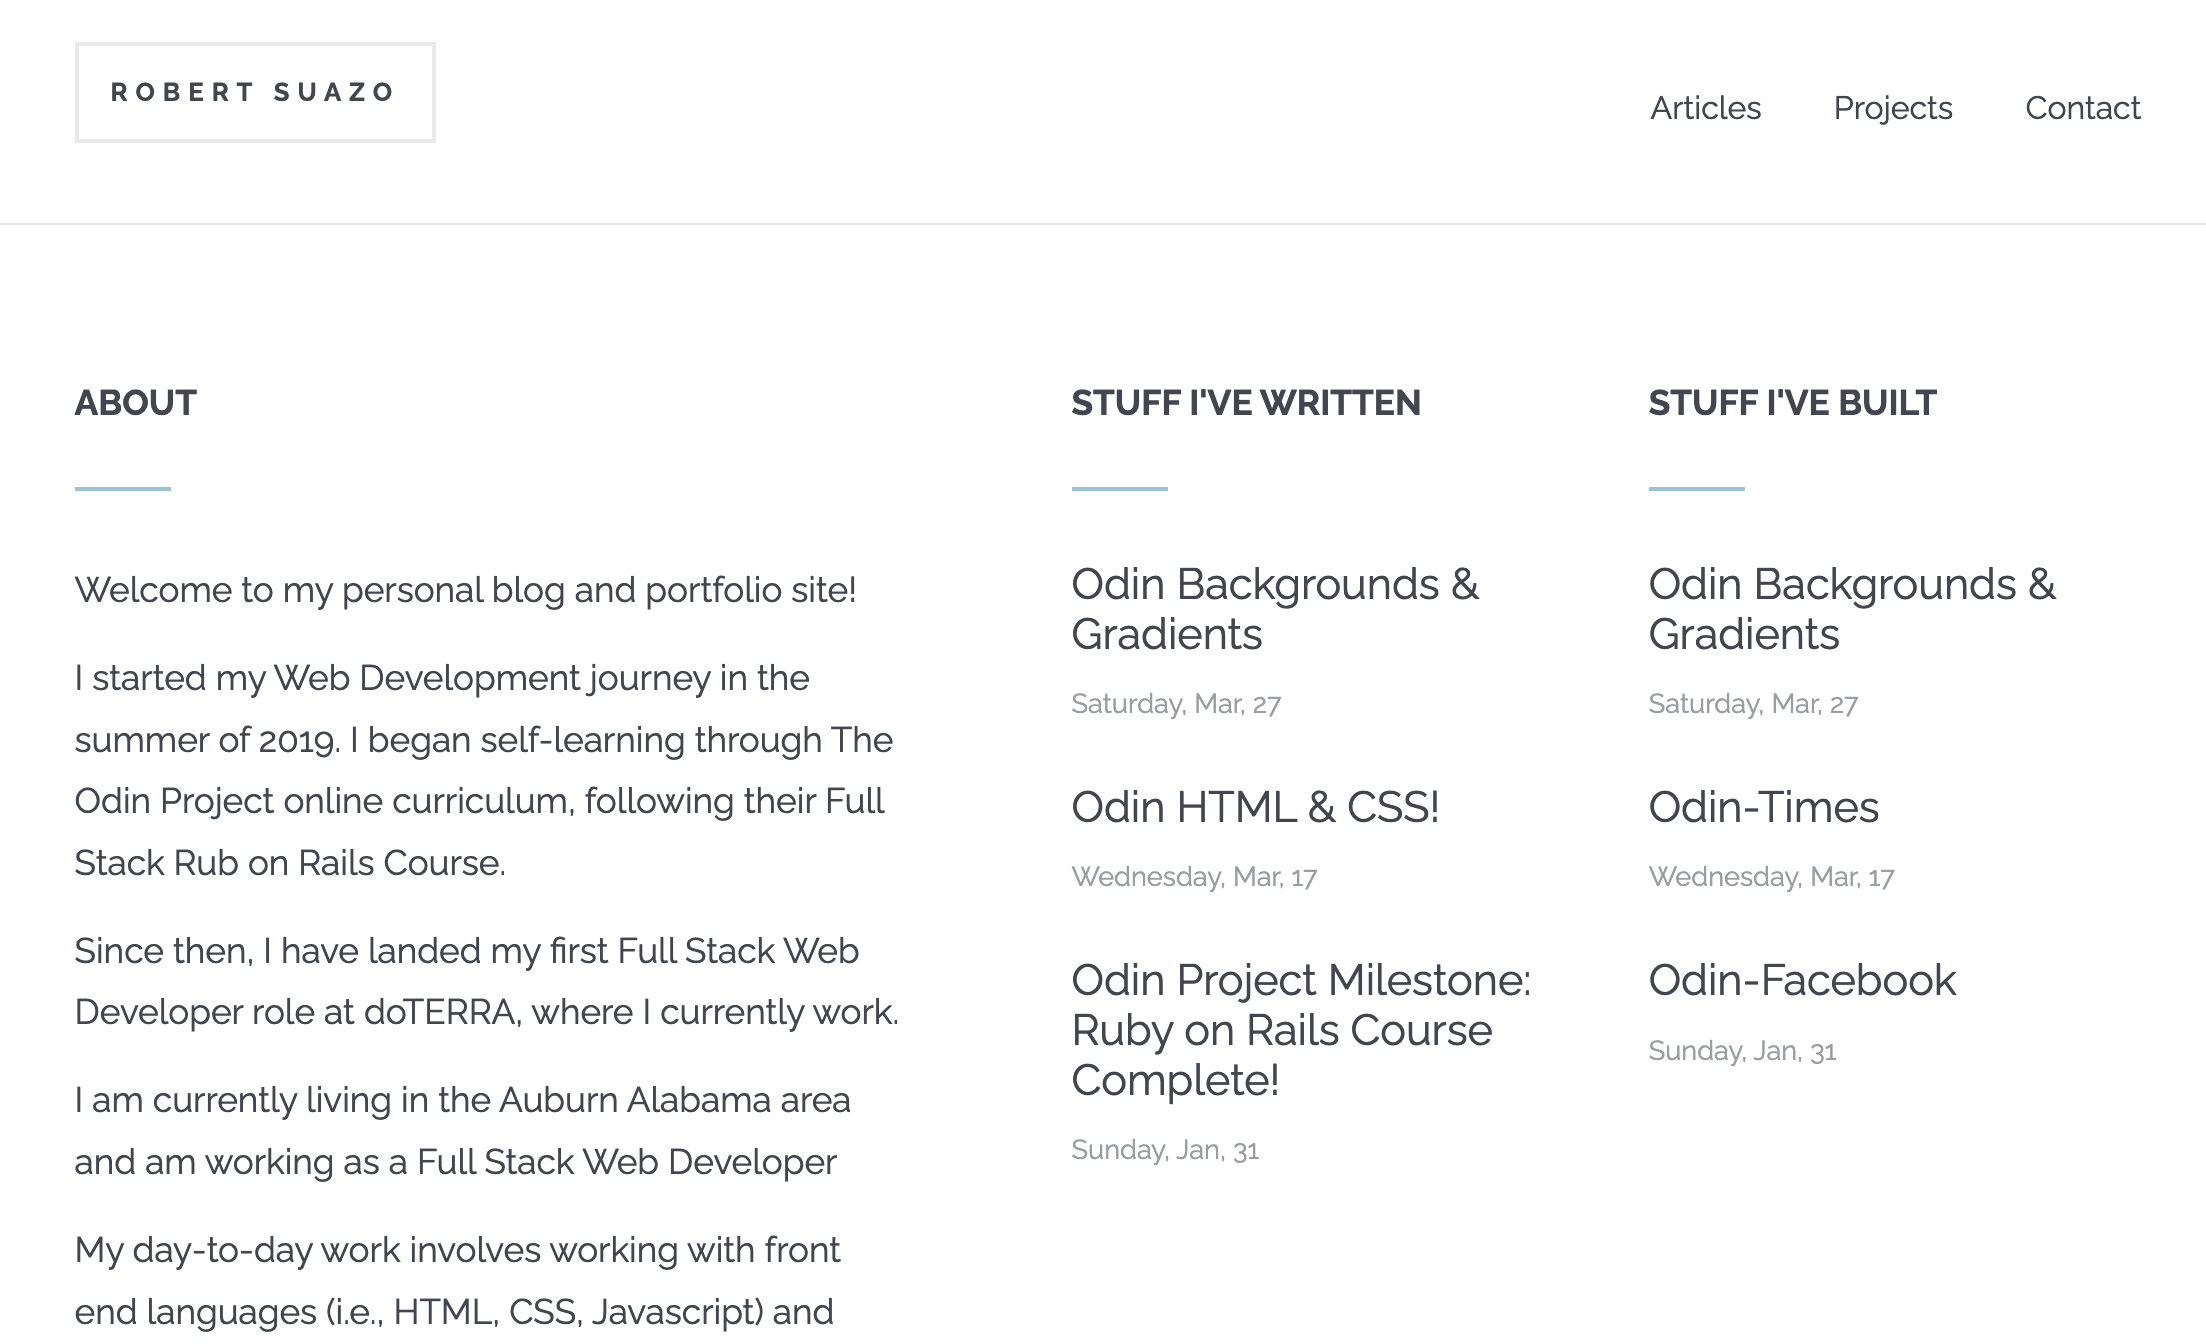 ROBERT SUAZO
Articles Projects Contact
ABOUT
Welcome to my personal blog and portfolio site!
I started my Web Development journey in the
summer of 2019. I began self-learning through The
Odin Project online curriculum, following their Full
Stack Rub on Rails Course.
Since then, I have landed my first Full Stack Web
Developer role at doTERRA, where I currently work.
I am currently living in the Auburn Alabama area
and am working as a Full Stack Web Developer
My day-to-day work involves working with front
end languages (i.e., HTML, CSS, Javascript) and
STUFF I'VE WRITTEN
Odin Backgrounds &
Gradients
Saturday, Mar, 27
Odin HTML & CSS!
Wednesday, Mar, 17
Odin Project Milestone:
Ruby on Rails Course
Complete!
Sunday, Jan, 31
STUFF I'VE BUILT
Odin Backgrounds &
Gradients
Saturday, Mar, 27
Odin-Times
Wednesday, Mar, 17
Odin-Facebook
Sunday, Jan, 31